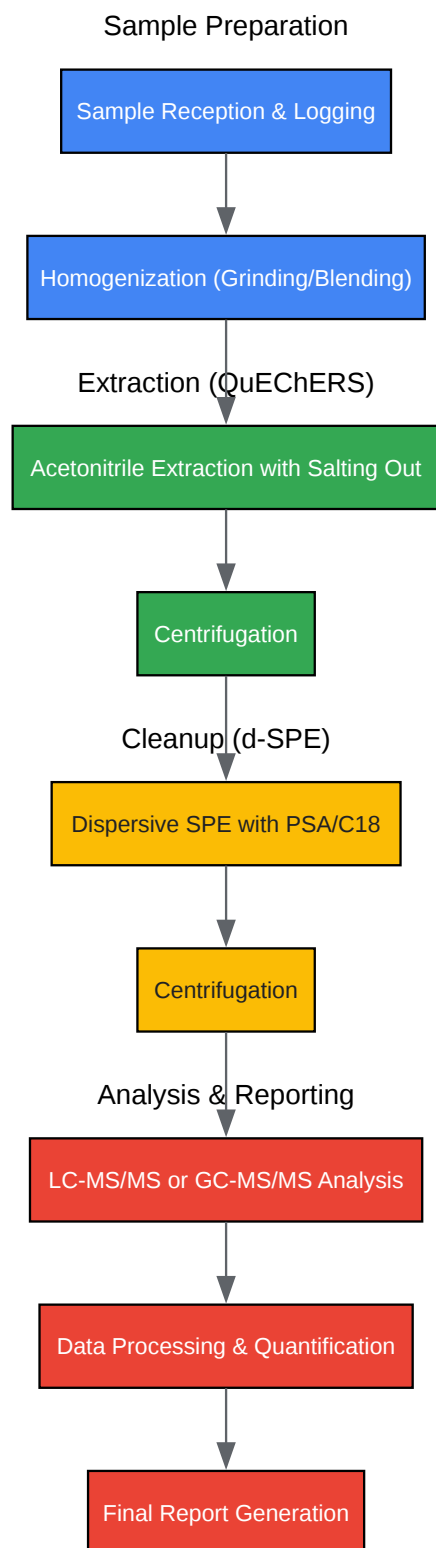 Sample Preparation
Sample Reception & Logging
Homogenization (Grinding/Blending)
Extraction (QuEChERS)
Acetonitrile Extraction with Salting Out
Centrifugation
Cleanup (d-SPE)
Dispersive SPE with PSA/C18
Centrifugation
Analysis & Reporting
LC-MS/MS or GC-MS/MS Analysis
Data Processing & Quantification
Final Report Generation